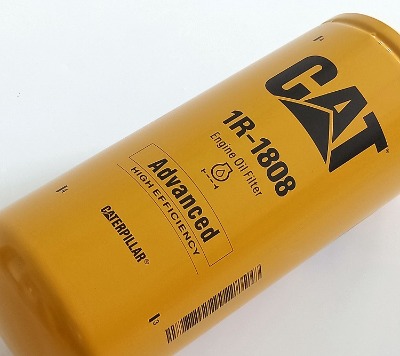 CAT®
1R-1808
Engine Oil Filter
Advanced
HIGH EFFICIENCY
CATERPILLAR®